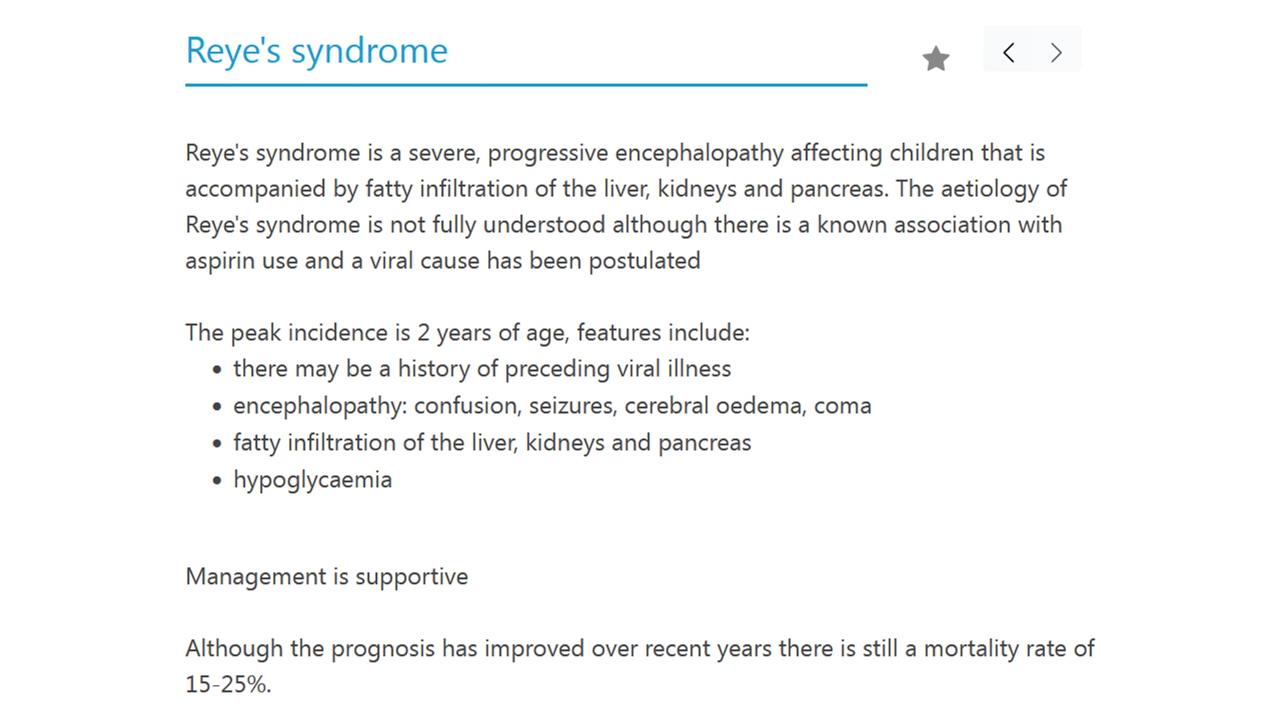 Reye's syndrome
Reye's syndrome is a severe, progressive encephalopathy affecting children that is
accompanied by fatty infiltration of the liver, kidneys and pancreas. The aetiology of
Reye's syndrome is not fully understood although there is a known association with
aspirin use and a viral cause has been postulated
The peak incidence is 2 years of age, features include:
• there may be a history of preceding viral illness
• encephalopathy: confusion, seizures, cerebral oedema, coma
• fatty infiltration of the liver, kidneys and pancreas
• hypoglycaemia
Management is supportive
Although the prognosis has improved over recent years there is still a mortality rate of
15-25%.